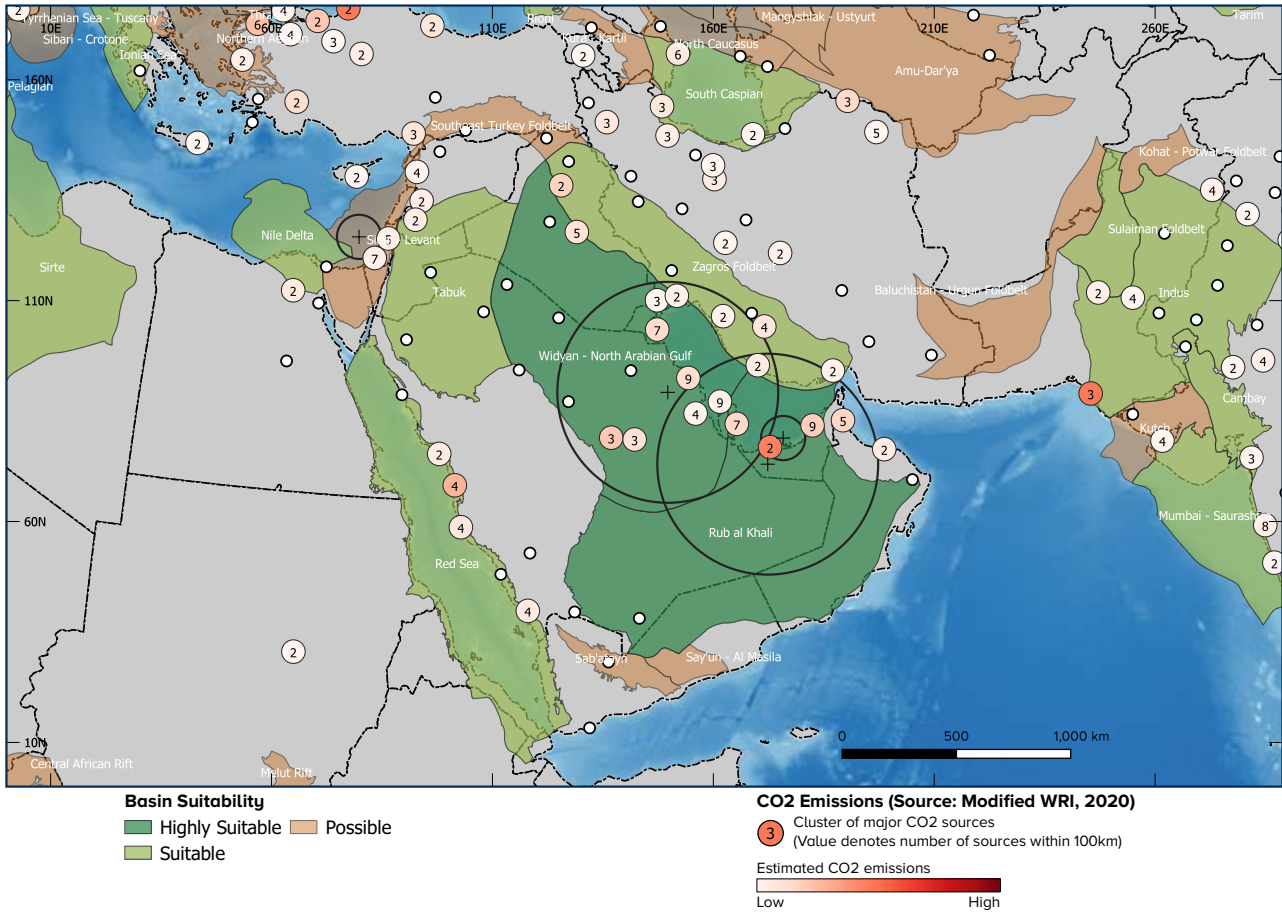 10E
60E
110E
160E
210E
260E
160N
110N
60N
10N
Tyrrhenian Sea - Tuscany
Sibari - Crotone
Ionian Sea
Pelagian
Northern Aegean
Rioni
Kura - Kartli
North Caucasus
Mangyshlak - Ustyurt
Tarim
Amu-Dar'ya
South Caspian
Southeast Turkey Foldbelt
Kohat - Potwar Foldbelt
Nile Delta
Sirte
Tabuk
Zagros Foldbelt
Sulaiman Foldbelt
Baluchistan - Urgun Foldbelt
Indus
Widyan - North Arabian Gulf
Cambay
Kutch
Rub al Khali
Mumbai - Saurashtra
Red Sea
Sab'atayn
Say'un - Al Masila
Central African Rift
Melut Rift
0 500 1,000 km
Basin Suitability
Highly Suitable
Possible
Suitable
CO2 Emissions (Source: Modified WRI, 2020)
3
Cluster of major CO2 sources
(Value denotes number of sources within 100km)
Estimated CO2 emissions
Low High